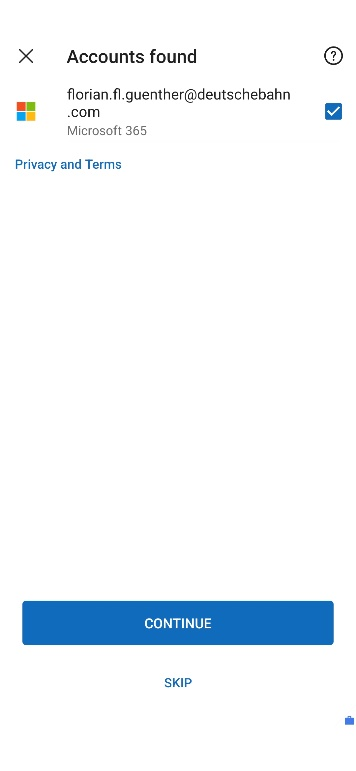 Accounts found
florian.fl.guenther@deutschebahn
.com
Microsoft 365
Privacy and Terms
CONTINUE
SKIP